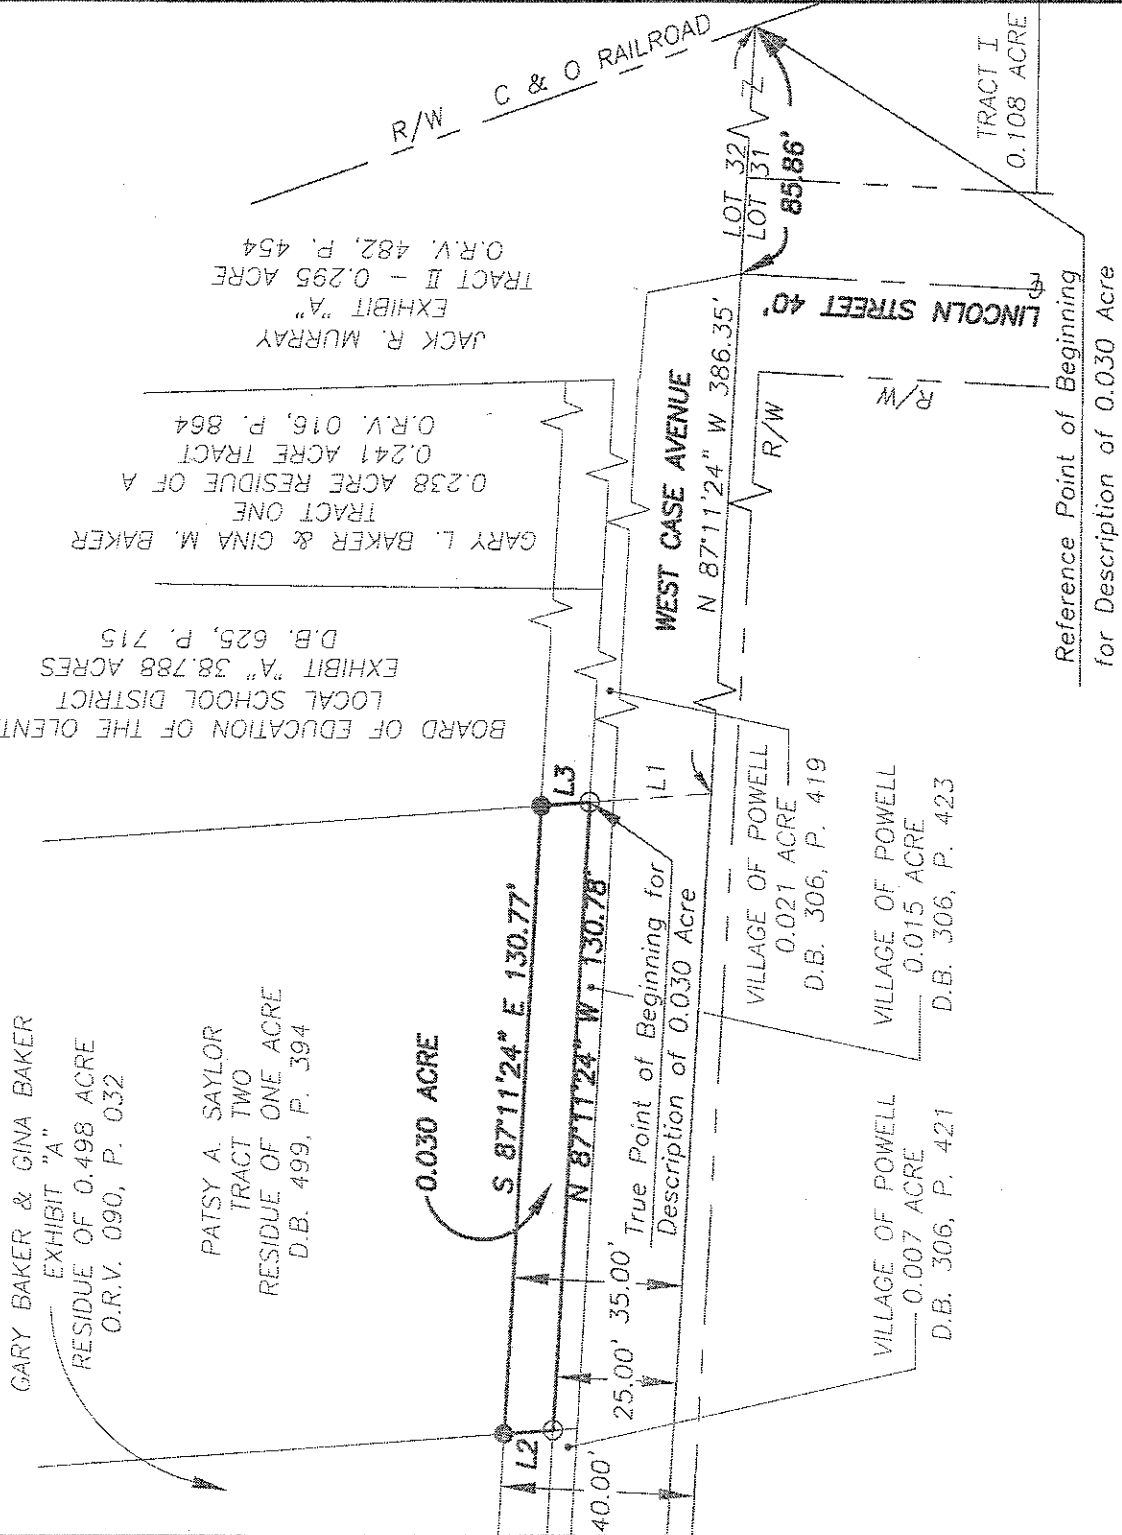 R/W
C & O RAILROAD
JACK R. MURRAY
EXHIBIT "A"
TRACT II - 0.295 ACRE
O.R.V. 482, P. 454
GARY L. BAKER & GINA M. BAKER
TRACT ONE
0.238 ACRE RESIDUE OF A
0.241 ACRE TRACT
O.R.V. 016, P. 864
BOARD OF EDUCATION OF THE OLENT
LOCAL SCHOOL DISTRICT
EXHIBIT "A" 38.788 ACRES
D.B. 625, P. 715
GARY BAKER & GINA BAKER
EXHIBIT "A"
RESIDUE OF 0.498 ACRE
O.R.V. 090, P. 032
PATSY A. SAYLOR
TRACT TWO
RESIDUE OF ONE ACRE
D.B. 499, P. 394
0.030 ACRE
S 87°11'24" E 130.77'
N 87°11'24" W 130.78'
L2
L3
L1
WEST CASE AVENUE
N 87°11'24" W 386.35'
R/W
LOT 32
LOT 31
85.86'
LINCOLN STREET 40'
R/W
TRACT I
0.108 ACRE
Reference Point of Beginning
for Description of 0.030 Acre
True Point of Beginning for
Description of 0.030 Acre
35.00'
25.00'
40.00'
VILLAGE OF POWELL
0.021 ACRE
D.B. 306, P. 419
VILLAGE OF POWELL
0.015 ACRE
D.B. 306, P. 423
VILLAGE OF POWELL
0.007 ACRE
D.B. 306, P. 421